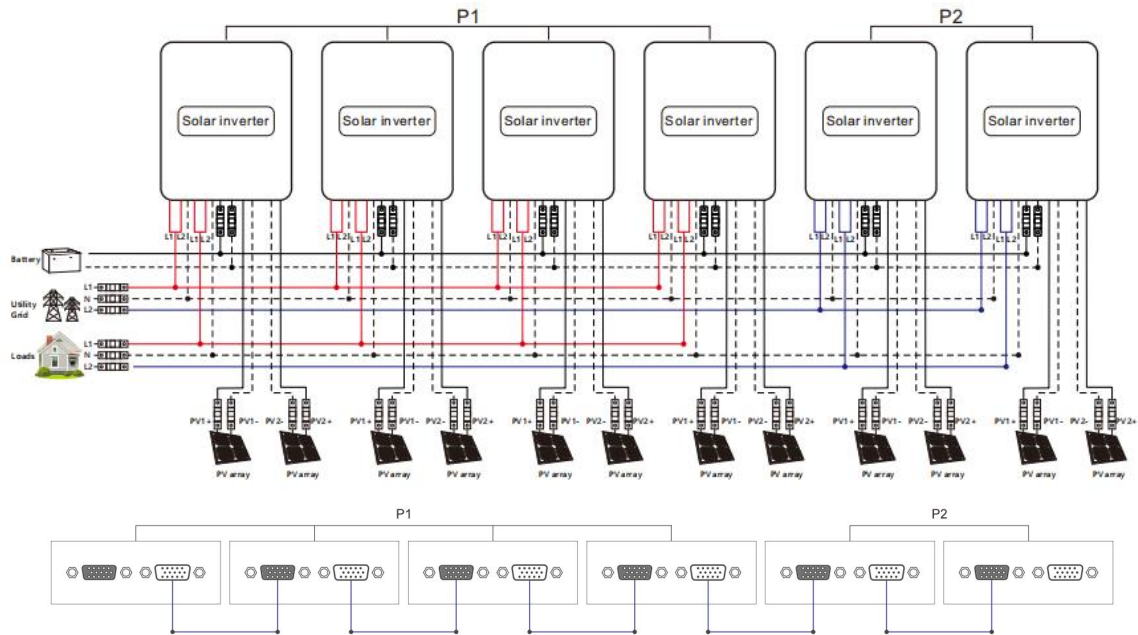 P1 P2
Solar inverter Solar inverter Solar inverter Solar inverter Solar inverter Solar inverter
L1 L2 L1 L2 L1 L2 L1 L2 L1 L2 L1 L2 L1 L2 L1 L2 L1 L2 L1 L2 L1 L2 L1 L2
Battery
L1
Utility N
Grid L2
L1
Loads N
L2
PV1+ PV1- PV2+ PV1+ PV1- PV2- PV2+ PV1+ PV1- PV2- PV2+ PV1+ PV1- PV2- PV2+ PV1+ PV1- PV2- PV2+ PV1+ PV1- PV2- PV2+
PV array PV array PV array PV array PV array PV array PV array PV array PV array PV array PV array PV array
P1 P2